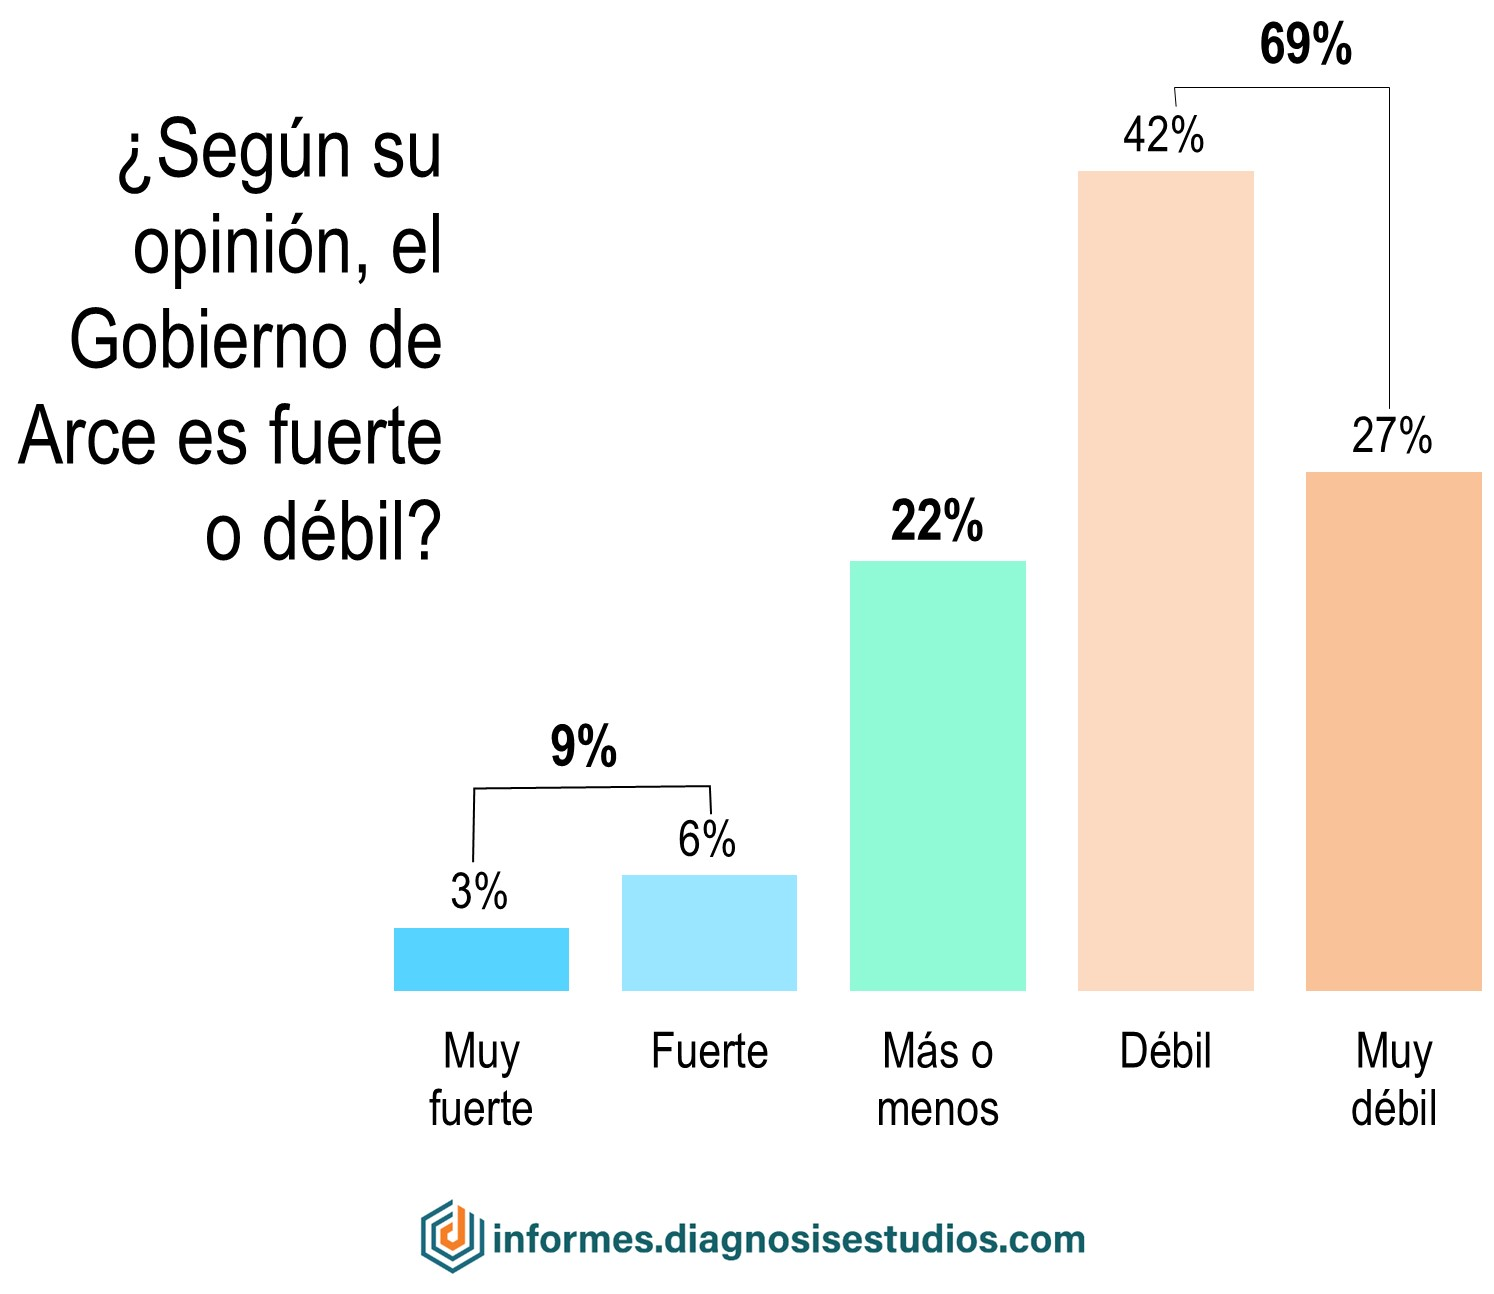 ¿Según su
opinión, el
Gobierno de
Arce es fuerte
o débil?
69%
42%
27%
22%
9%
6%
3%
Muy
fuerte
Fuerte
Más o
menos
Débil
Muy
débil
informes.diagnosisestudios.com